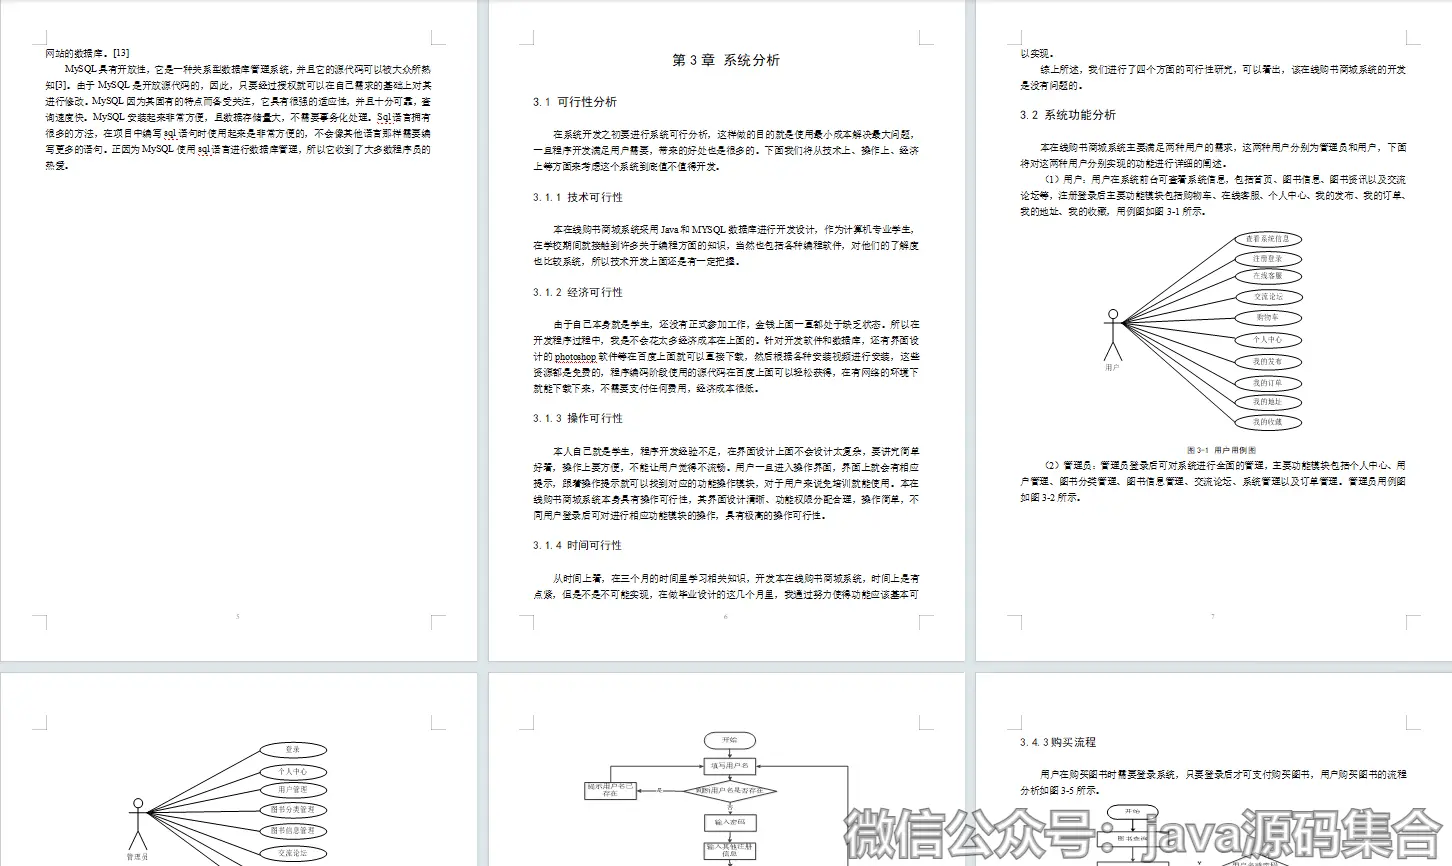 网站的数据库。[13]
MySQL 具有开放性，它是一种关系型数据库管理系统，并且它的源代码可以被大众所熟
知[3]。由于 MySQL 是开放源代码的，因此，只要经过授权就可以在自己需求的基础上对其
进行修改。MySQL 因为其固有的特点而备受关注，它具有很强的适应性，并且十分可靠，查
询速度快。MySQL 安装起来非常方便，且数据存储量大，不需要事务化处理。Sql 语言拥有
很多的方法，在项目中编写 sql 语句时使用起来是非常方便的，不会像其他语言那样需要编
写更多的语句。正因为 MySQL 使用 sql 语言进行数据库管理，所以它收到了大多数程序员的
热爱。
5
第 3 章 系统分析
3.1 可行性分析
在系统开发之初要进行系统可行分析，这样做的目的就是使用最小成本解决最大问题，
一旦程序开发满足用户需要，带来的好处也是很多的。下面我们将从技术上、操作上、经济
上等方面来考虑这个系统到底值不值得开发。
3.1.1 技术可行性
本在线购书商城系统采用 Java 和 MYSQL 数据库进行开发设计，作为计算机专业学生，
在学校期间就接触到许多关于编程方面的知识，当然也包括各种编程软件，对他们的了解度
也比较系统，所以技术开发上面还是有一定把握。
3.1.2 经济可行性
由于自己本身就是学生，还没有正式参加工作，金钱上面一直都处于缺乏状态。所以在
开发程序过程中，我是不会花太多经济成本在上面的。针对开发软件和数据库，还有界面设
计的 photoshop 软件等在百度上面就可以直接下载，然后根据各种安装视频进行安装，这些
资源都是免费的，程序编码阶段使用的源代码在百度上面可以轻松获得，在有网络的环境下
就能下载下来，不需要支付任何费用，经济成本很低。
3.1.3 操作可行性
本人自己就是学生，程序开发经验不足，在界面设计上面不会设计太复杂，要讲究简单
好看，操作上要方便，不能让用户觉得不流畅。用户一旦进入操作界面，界面上就会有相应
提示，跟着操作提示就可以找到对应的功能操作模块，对于用户来说免培训就能使用。本在
线购书商城系统本身具有操作可行性，其界面设计清晰、功能权限分配合理，操作简单，不
同用户登录后可对进行相应功能模块的操作，具有极高的操作可行性。
3.1.4 时间可行性
从时间上看，在三个月的时间里学习相关知识，开发本在线购书商城系统，时间上是有
点紧，但是不是不可能实现，在做毕业设计的这几个月里，我通过努力使得功能应该基本可
6
以实现。
综上所述，我们进行了四个方面的可行性研究，可以看出，该在线购书商城系统的开发
是没有问题的。
3.2 系统功能分析
本在线购书商城系统主要满足两种用户的需求，这两种用户分别为管理员和用户，下面
将对这两种用户分别实现的功能进行详细的阐述。
（1）用户：用户在系统前台可查看系统信息，包括首页、图书信息、图书资讯以及交流
论坛等，注册登录后主要功能模块包括购物车、在线客服、个人中心、我的发布、我的订单、
我的地址、我的收藏，用例图如图 3-1 所示。
查看系统信息
注册登录
在线客服
交流论坛
购物车
个人中心
我的发布
我的订单
我的地址
我的收藏
用户
图 3-1 用户用例图
（2）管理员：管理员登录后可对系统进行全面的管理，主要功能模块包括个人中心、用
户管理、图书分类管理、图书信息管理、交流论坛、系统管理以及订单管理。管理员用例图
如图 3-2 所示。
7
登录
个人中心
用户管理
图书分类管理
图书信息管理
交流论坛
管理员
开始
填写用户名
提示用户名已
存在
是
判断用户名是否存在
否
输入密码
输入其他注册
信息
3.4.3 购买流程
用户在购买图书时需要登录系统，只要登录后才可支付购买图书，用户购买图书的流程
分析如图 3-5 所示。
开始
图书查询
微信公众号：java源码集合